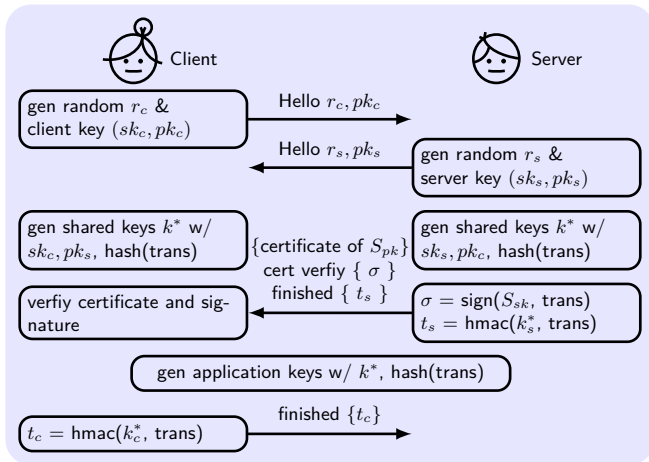 Client
Server
gen random r_c &
client key (sk_c, pk_c)
Hello r_c, pk_c
Hello r_s, pk_s
gen random r_s &
server key (sk_s, pk_s)
gen shared keys k* w/
sk_c, pk_s, hash(trans)
gen shared keys k* w/
sk_s, pk_c, hash(trans)
{certificate of S_pk}
cert verfiy { σ }
finished { t_s }
verfiy certificate and sig-
nature
σ = sign(S_sk, trans)
t_s = hmac(k*_s, trans)
gen application keys w/ k*, hash(trans)
t_c = hmac(k*_c, trans)
finished {t_c}